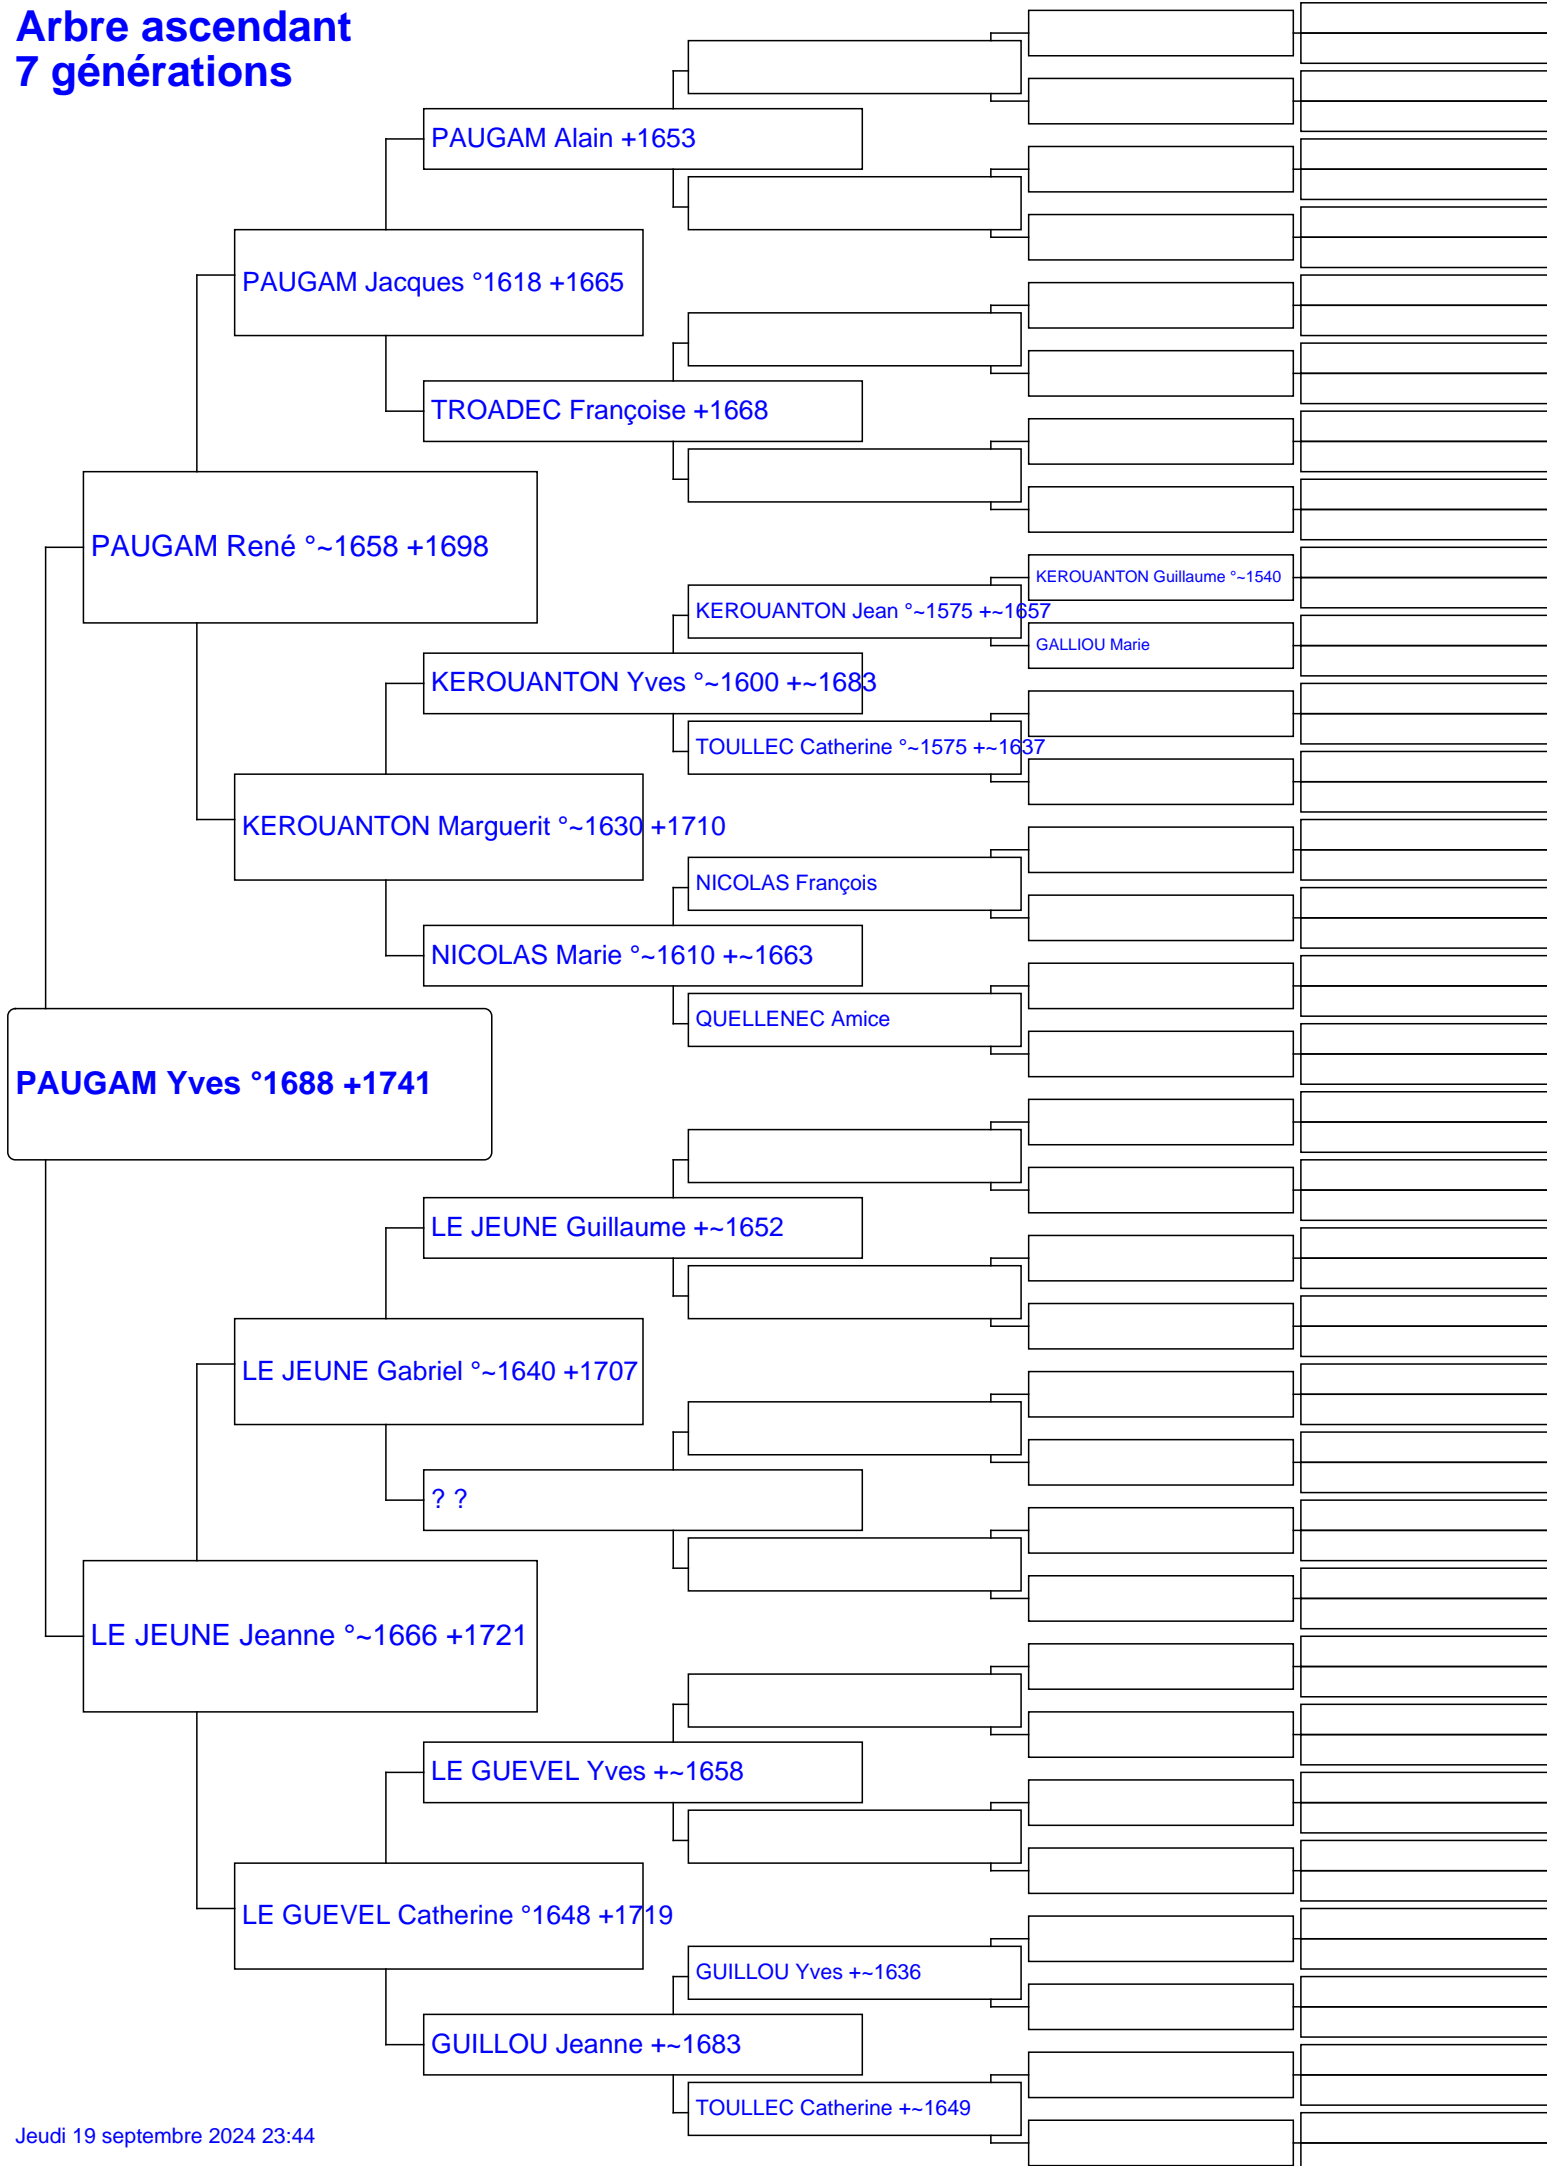 Arbre ascendant
7 générations
PAUGAM Alain +1653
PAUGAM Jacques °1618 +1665
TROADEC Françoise +1668
PAUGAM René °~1658 +1698
KEROUANTON Guillaume °~1540
KEROUANTON Jean °~1575 +~1657
GALLIOU Marie
KEROUANTON Yves °~1600 +~1683
TOULLEC Catherine °~1575 +~1637
KEROUANTON Marguerit °~1630 +1710
NICOLAS François
NICOLAS Marie °~1610 +~1663
QUELLENEC Amice
PAUGAM Yves °1688 +1741
LE JEUNE Guillaume +~1652
LE JEUNE Gabriel °~1640 +1707
? ?
LE JEUNE Jeanne °~1666 +1721
LE GUEVEL Yves +~1658
LE GUEVEL Catherine °1648 +1719
GUILLOU Yves +~1636
GUILLOU Jeanne +~1683
TOULLEC Catherine +~1649
Jeudi 19 septembre 2024 23:44